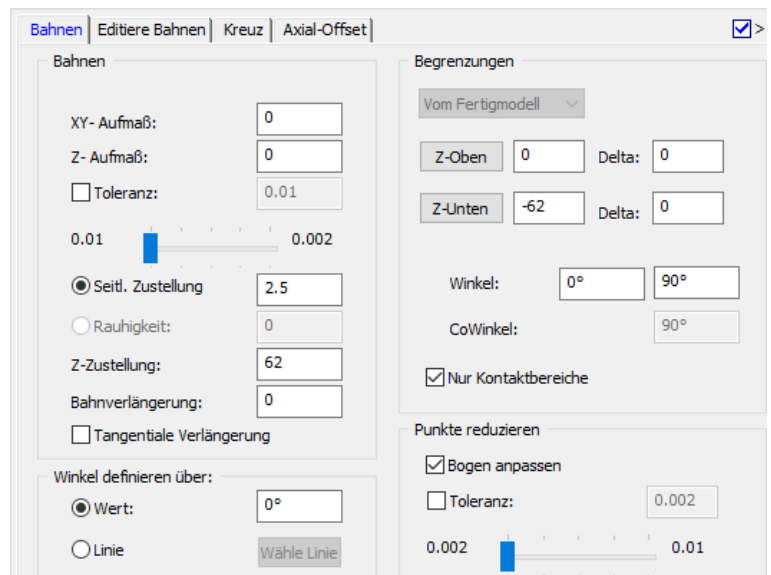 Bahnen Editiere Bahnen Kreuz Axial-Offset >
Bahnen
XY- Aufmaß: 0
Z- Aufmaß: 0
Toleranz: 0.01
0.01 0.002
Seitl. Zustellung 2.5
Rauhigkeit: 0
Z-Zustellung: 62
Bahnverlängerung: 0
Tangentiale Verlängerung
Winkel definieren über:
Wert: 0°
Linie Wähle Linie
Begrenzungen
Vom Fertigmodell
Z-Oben 0 Delta: 0
Z-Unten -62 Delta: 0
Winkel: 0° 90°
CoWinkel: 90°
Nur Kontaktbereiche
Punkte reduzieren
Bogen anpassen
Toleranz: 0.002
0.002 0.01